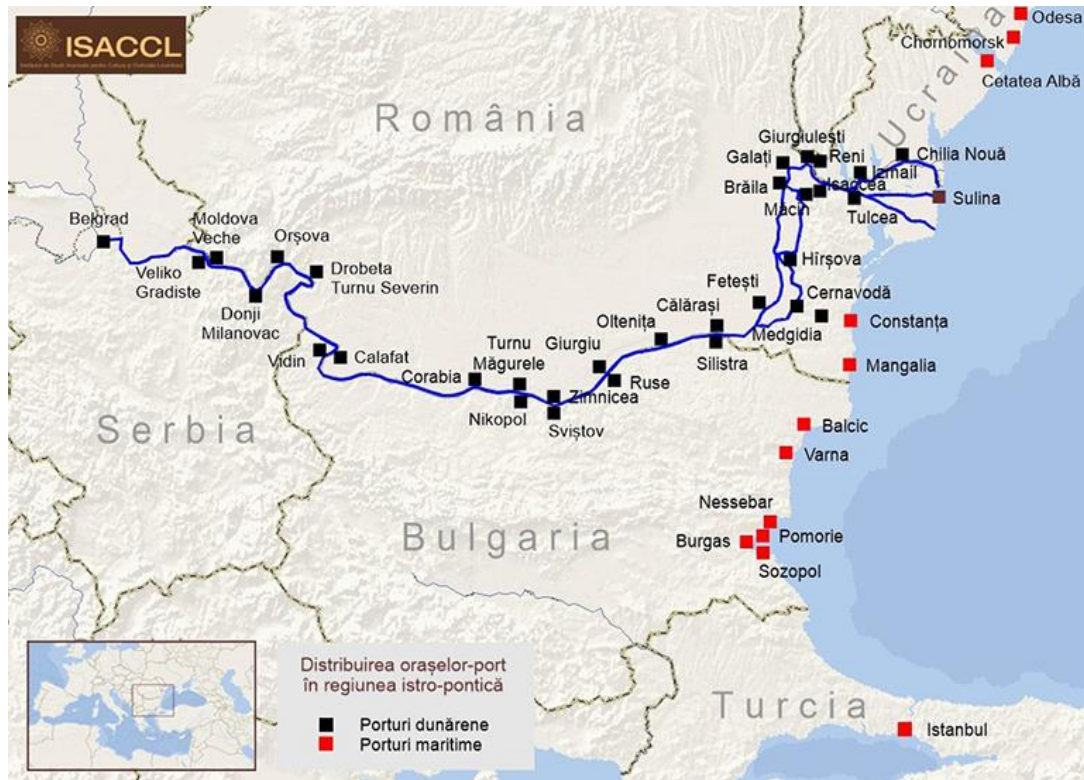 ISACCL
Odesa
Chornomorsk
Cetatea Albă
Ucraina
România
Giurgiulești
Galați
Reni
Chilia Nouă
Izmail
Brăila
Isaccea
Măcin
Tulcea
Sulina
Belgrad
Moldova
Veche
Orșova
Veliko
Gradiste
Drobeta
Turnu Severin
Donji
Milanovac
Hîrșova
Fetești
Cernavodă
Călărași
Oltenița
Medgidia
Constanța
Silistra
Mangalia
Vidin
Calafat
Turnu
Măgurele
Giurgiu
Corabia
Ruse
Zimnicea
Nikopol
Sviștov
Serbia
Balcic
Varna
Nessebar
Bulgaria
Burgas
Pomorie
Sozopol
Distribuirea orașelor-port
în regiunea istro-pontică
Porturi dunărene
Porturi maritime
Turcia
Istanbul